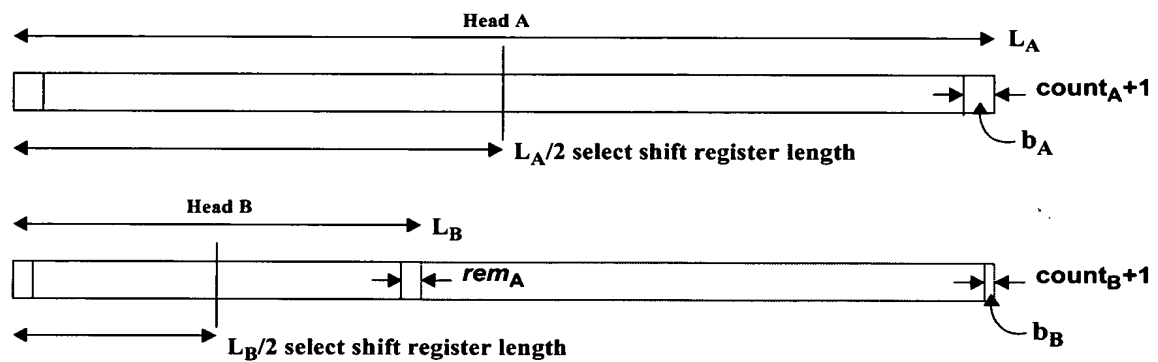 Head A
L_A
count_A+1
b_A
L_A/2 select shift register length
Head B
L_B
rem_A
count_B+1
b_B
L_B/2 select shift register length